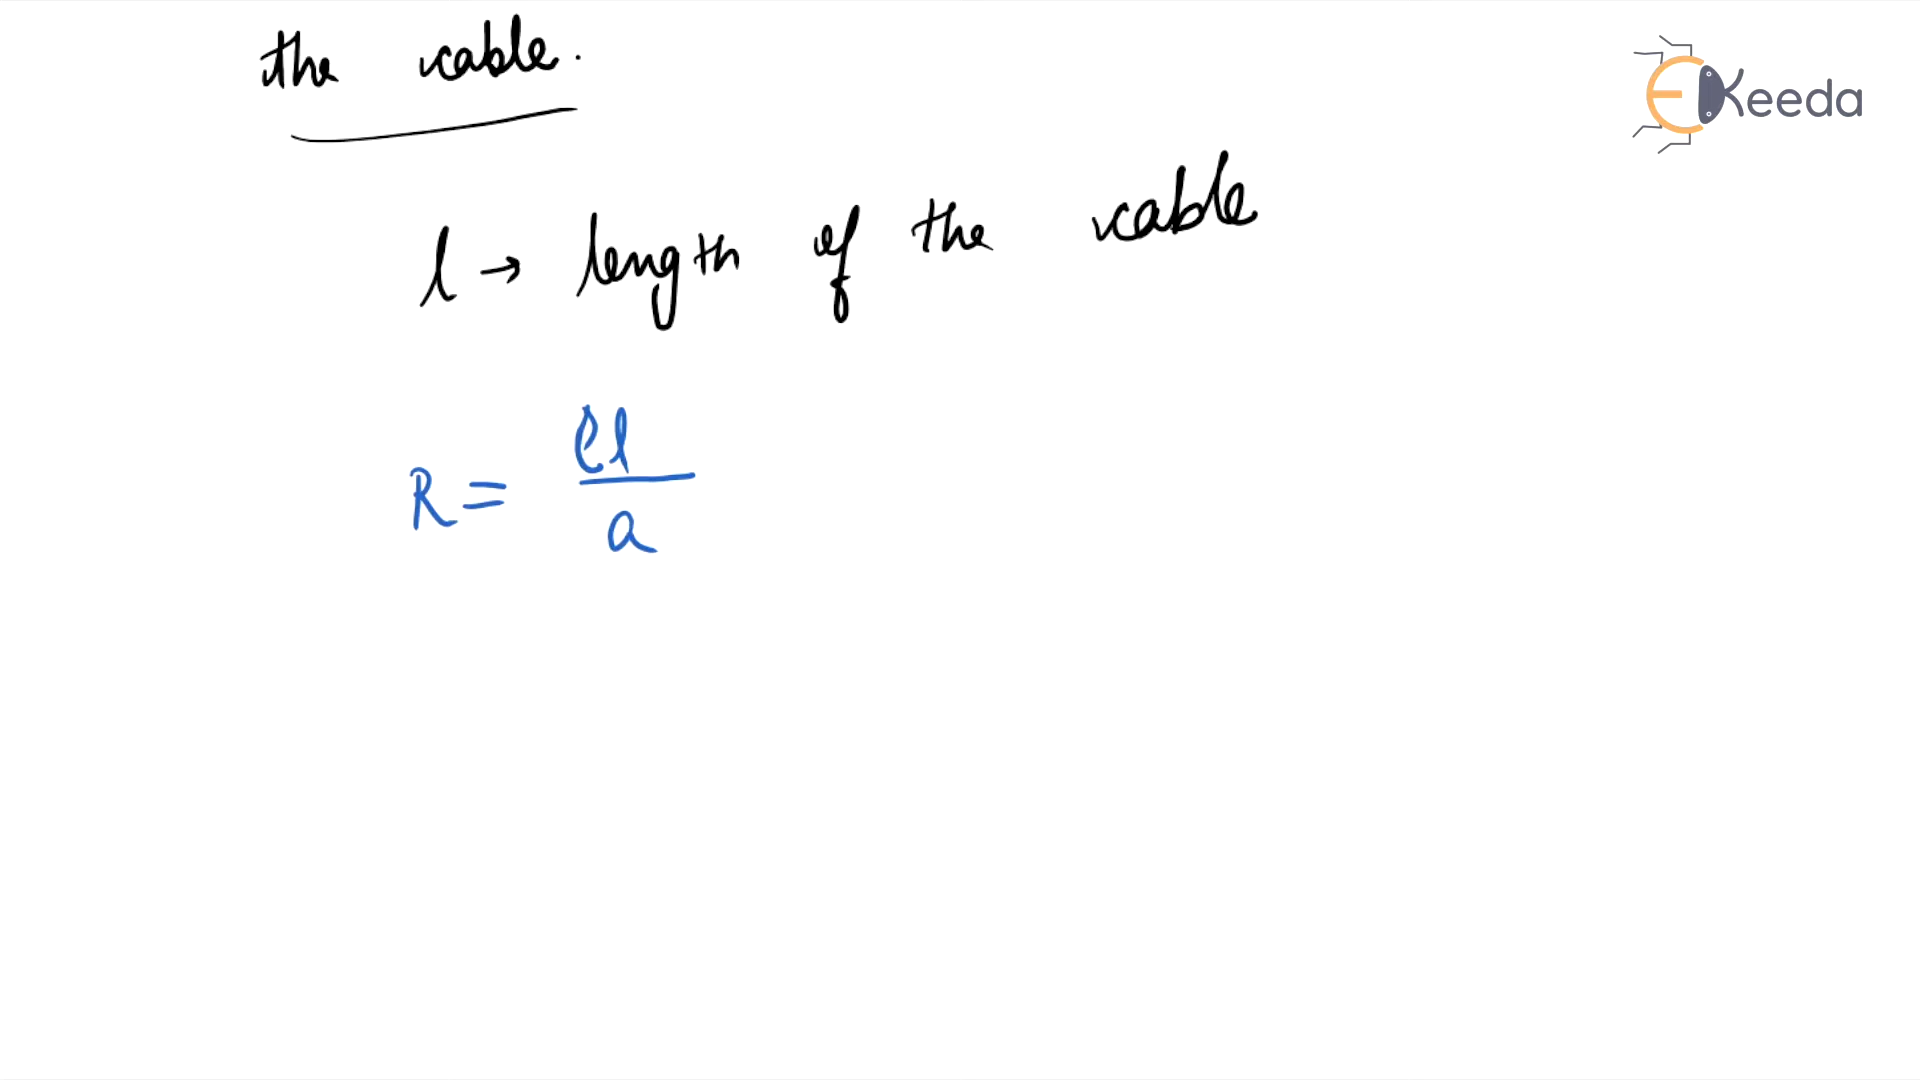 the cable.
EKeeda
l → length of the cable
R = ρl / a